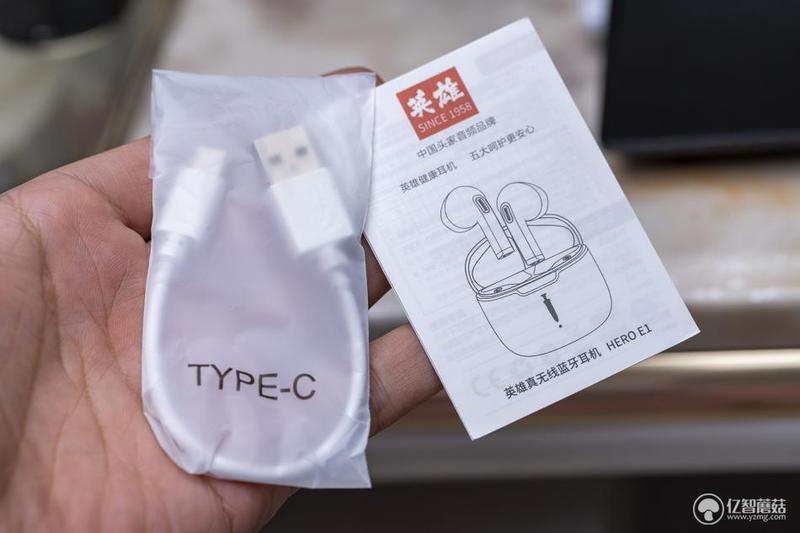 TYPE-C
英雄
SINCE 1958
中国头家音频品牌
英雄健康耳机 五大呵护更安心
英雄真无线蓝牙耳机 HERO E1
亿智蘑菇
www.yzmg.com